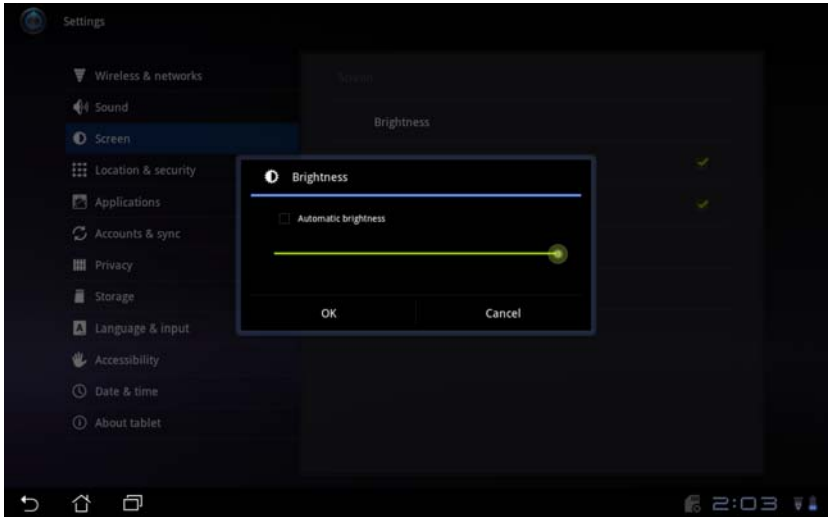 Settings
Wireless & networks
Screen
Sound
Brightness
Screen
Location & security
Brightness
Applications
Automatic brightness
Accounts & sync
Privacy
Storage
OK
Cancel
Language & input
Accessibility
Date & time
About tablet
2:03